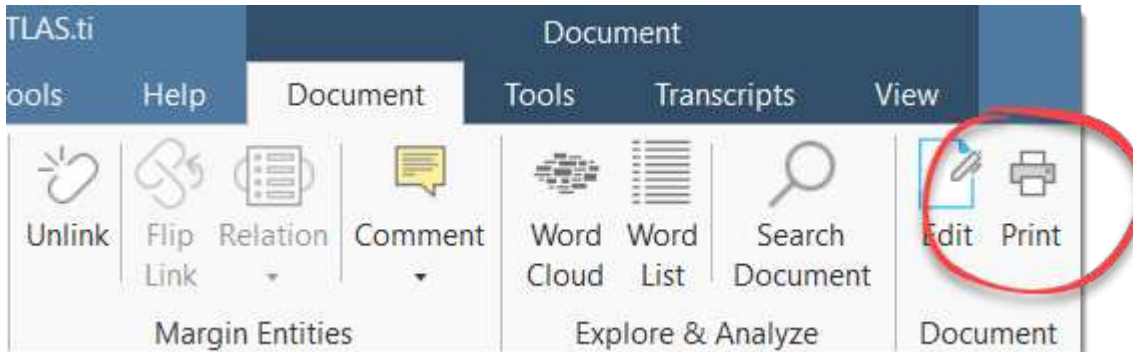 TLAS.ti Document
ools Help Document Tools Transcripts View
Unlink Flip Link Relation Comment Word Cloud Word List Search Document Edit Print
Margin Entities Explore & Analyze Document